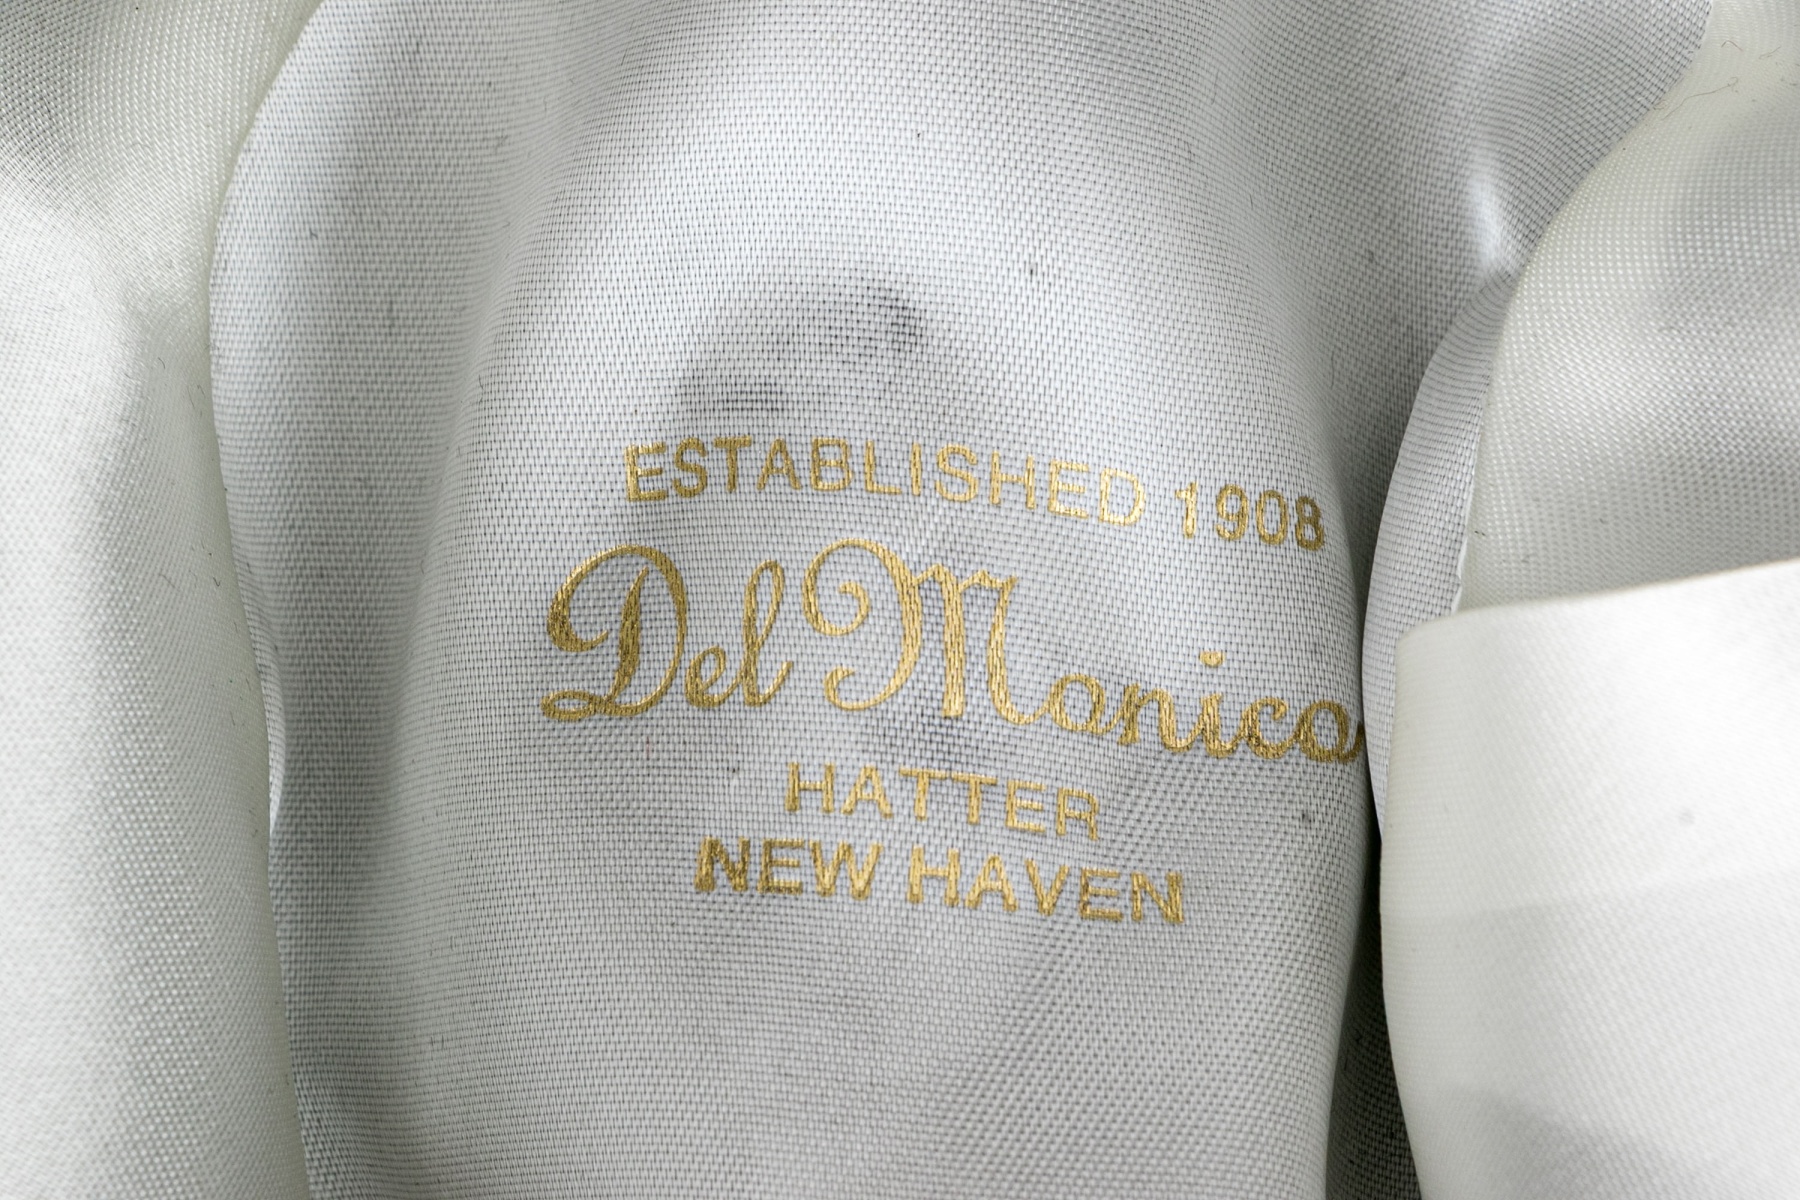 ESTABLISHED 1908
Del Monico
HATTER
NEW HAVEN